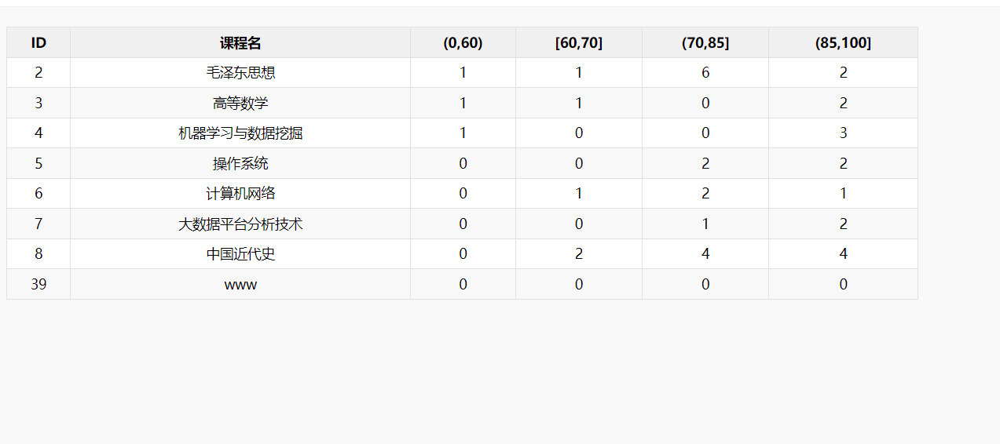 ID 课程名 (0,60) [60,70] (70,85] (85,100]
2 毛泽东思想 1 1 6 2
3 高等数学 1 1 0 2
4 机器学习与数据挖掘 1 0 0 3
5 操作系统 0 0 2 2
6 计算机网络 0 1 2 1
7 大数据平台分析技术 0 0 1 2
8 中国近代史 0 2 4 4
39 www 0 0 0 0